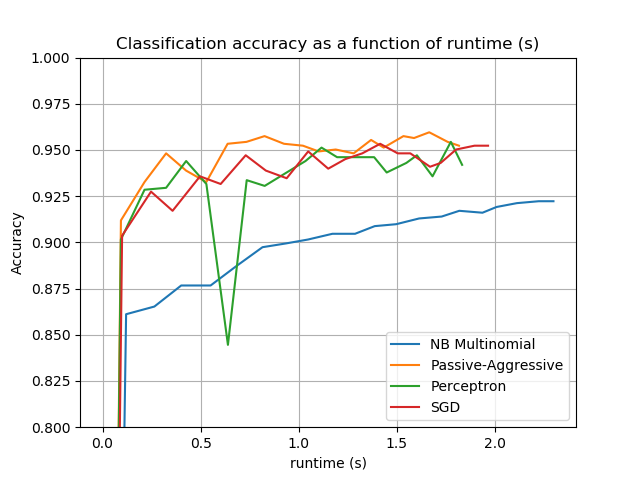 Classification accuracy as a function of runtime (s)
1.000
0.975
0.950
0.925
0.900
0.875
0.850
0.825
0.800
Accuracy
0.0 0.5 1.0 1.5 2.0
runtime (s)
NB Multinomial
Passive-Aggressive
Perceptron
SGD